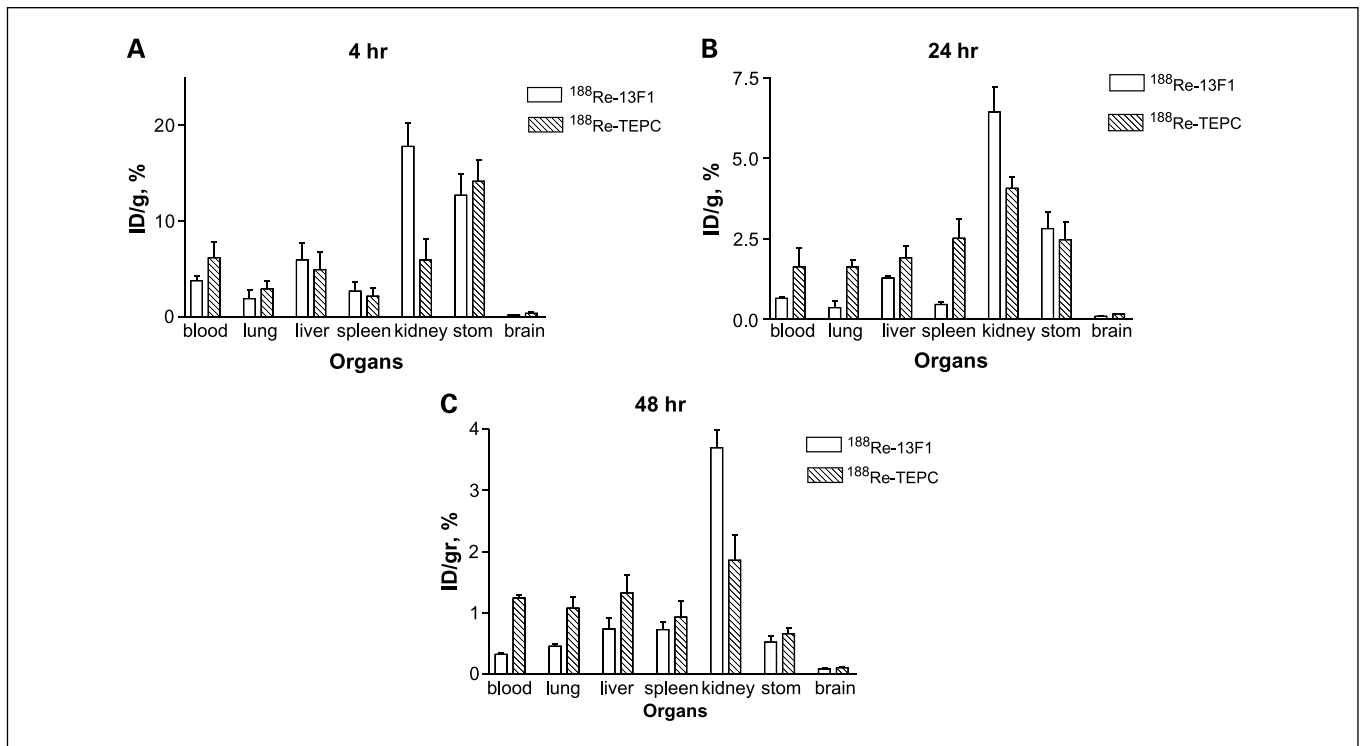 A
4 hr
ID/g, %
20
10
0
¹⁸⁸Re-13F1
¹⁸⁸Re-TEPC
blood lung liver spleen kidney stom brain
Organs
B
24 hr
ID/g, %
7.5
5.0
2.5
0.0
¹⁸⁸Re-13F1
¹⁸⁸Re-TEPC
blood lung liver spleen kidney stom brain
Organs
C
48 hr
ID/gr, %
4
3
2
1
0
¹⁸⁸Re-13F1
¹⁸⁸Re-TEPC
blood lung liver spleen kidney stom brain
Organs